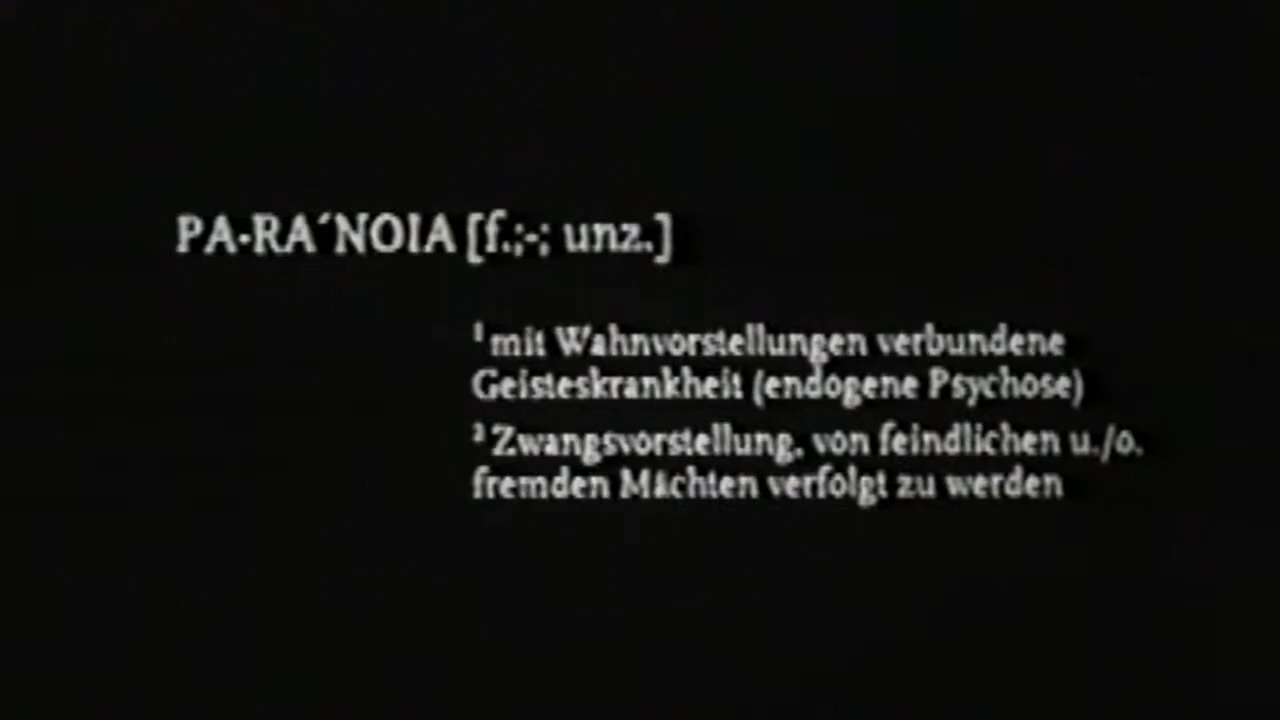 PA·RA´NOIA [f.;-; unz.]
¹ mit Wahnvorstellungen verbundene
Geisteskrankheit (endogene Psychose)
² Zwangsvorstellung, von feindlichen u./o.
fremden Mächten verfolgt zu werden